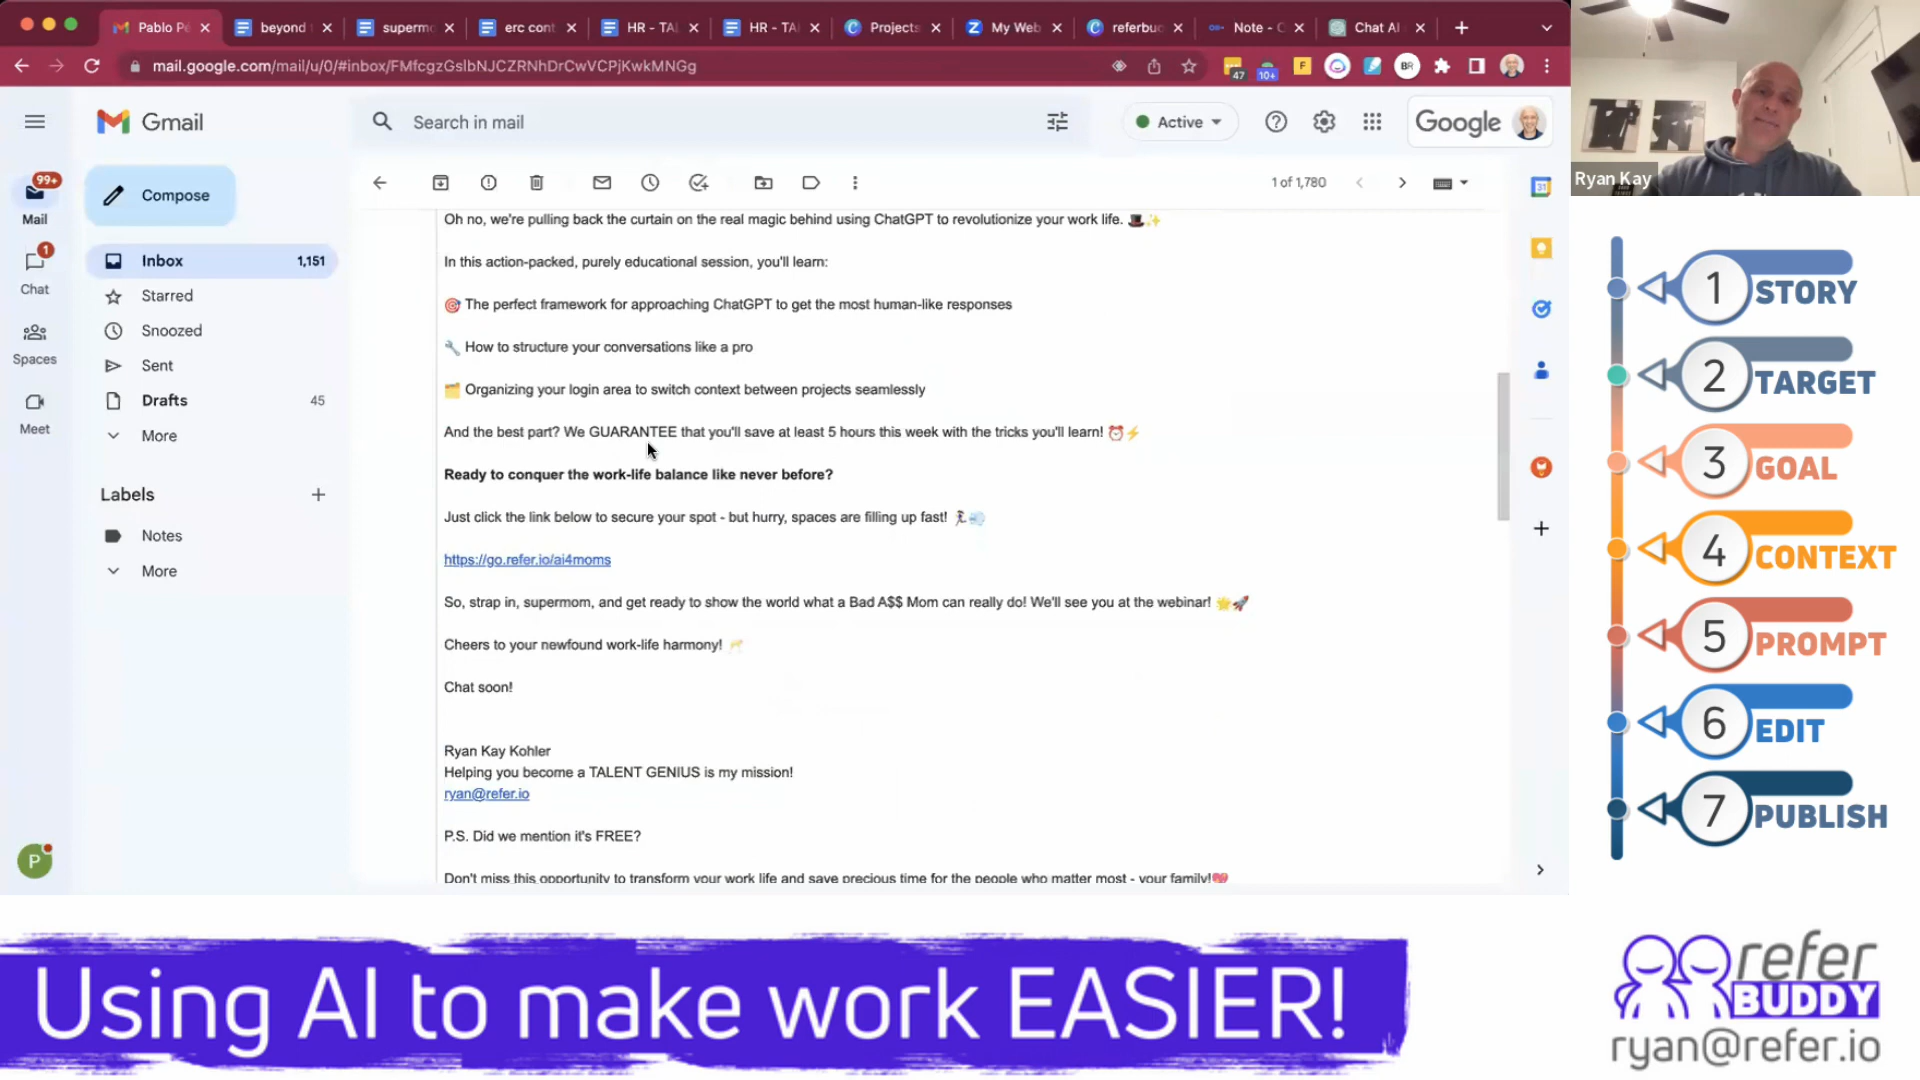 Pablo Pe
beyond
supermo
erc cont
HR - TAL
HR - TAL
Projects
My Web
referbud
Note - C
Chat AI
mail.google.com/mail/u/0/#inbox/FMfcgzGslbNJCZRNhDrCwVCPjKwkMNGg
47
10+
F
BR
Gmail
Search in mail
Active
Google
99+
Mail
Compose
1 of 1,780
Ryan Kay
1
Chat
Inbox 1,151
Starred
Snoozed
Spaces
Sent
Drafts 45
Meet
More
Labels
Notes
More
P
Oh no, we're pulling back the curtain on the real magic behind using ChatGPT to revolutionize your work life. 🎩✨
In this action-packed, purely educational session, you'll learn:
🎯 The perfect framework for approaching ChatGPT to get the most human-like responses
🔧 How to structure your conversations like a pro
🗂️ Organizing your login area to switch context between projects seamlessly
And the best part? We GUARANTEE that you'll save at least 5 hours this week with the tricks you'll learn! ⏰⚡
Ready to conquer the work-life balance like never before?
Just click the link below to secure your spot - but hurry, spaces are filling up fast! 🏃‍♀️💨
https://go.refer.io/ai4moms
So, strap in, supermom, and get ready to show the world what a Bad A$$ Mom can really do! We'll see you at the webinar! 🌟🚀
Cheers to your newfound work-life harmony! 🥂
Chat soon!
Ryan Kay Kohler
Helping you become a TALENT GENIUS is my mission!
ryan@refer.io
P.S. Did we mention it's FREE?
Don't miss this opportunity to transform your work life and save precious time for the people who matter most - your family!💖
31
1 STORY
2 TARGET
3 GOAL
4 CONTEXT
5 PROMPT
6 EDIT
7 PUBLISH
Using AI to make work EASIER!
refer
BUDDY
ryan@refer.io